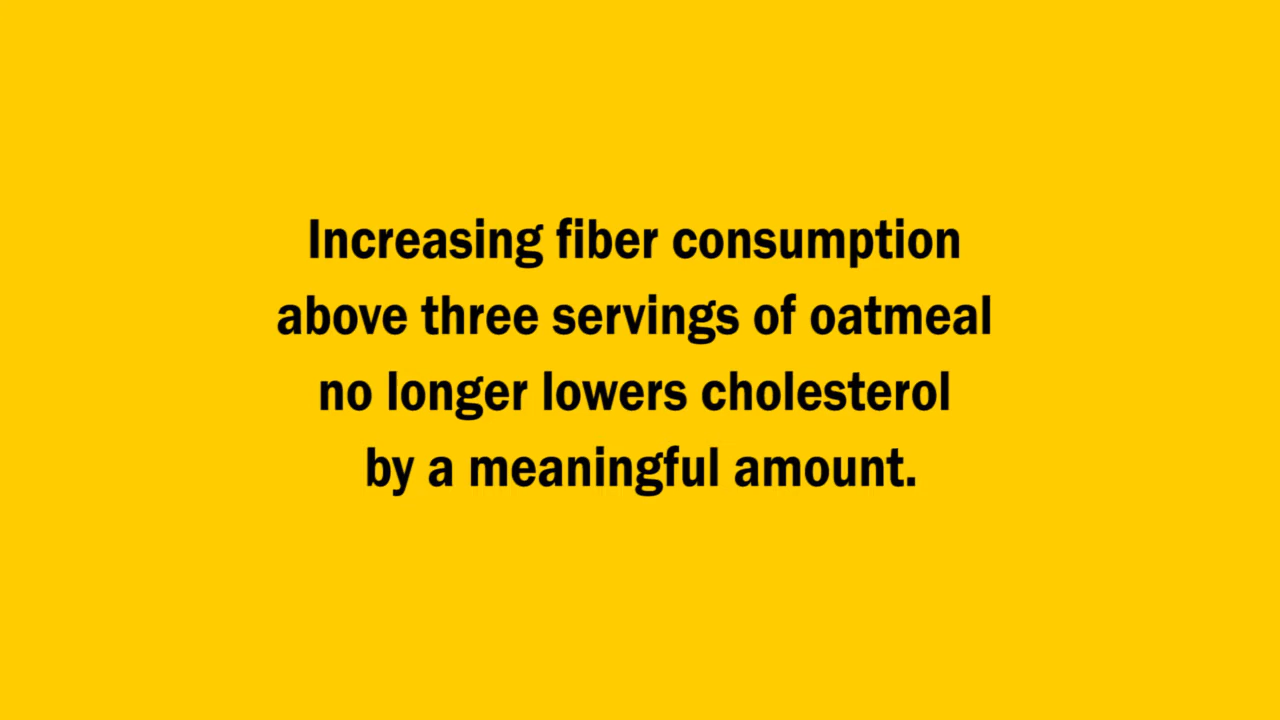 Increasing fiber consumption
above three servings of oatmeal
no longer lowers cholesterol
by a meaningful amount.